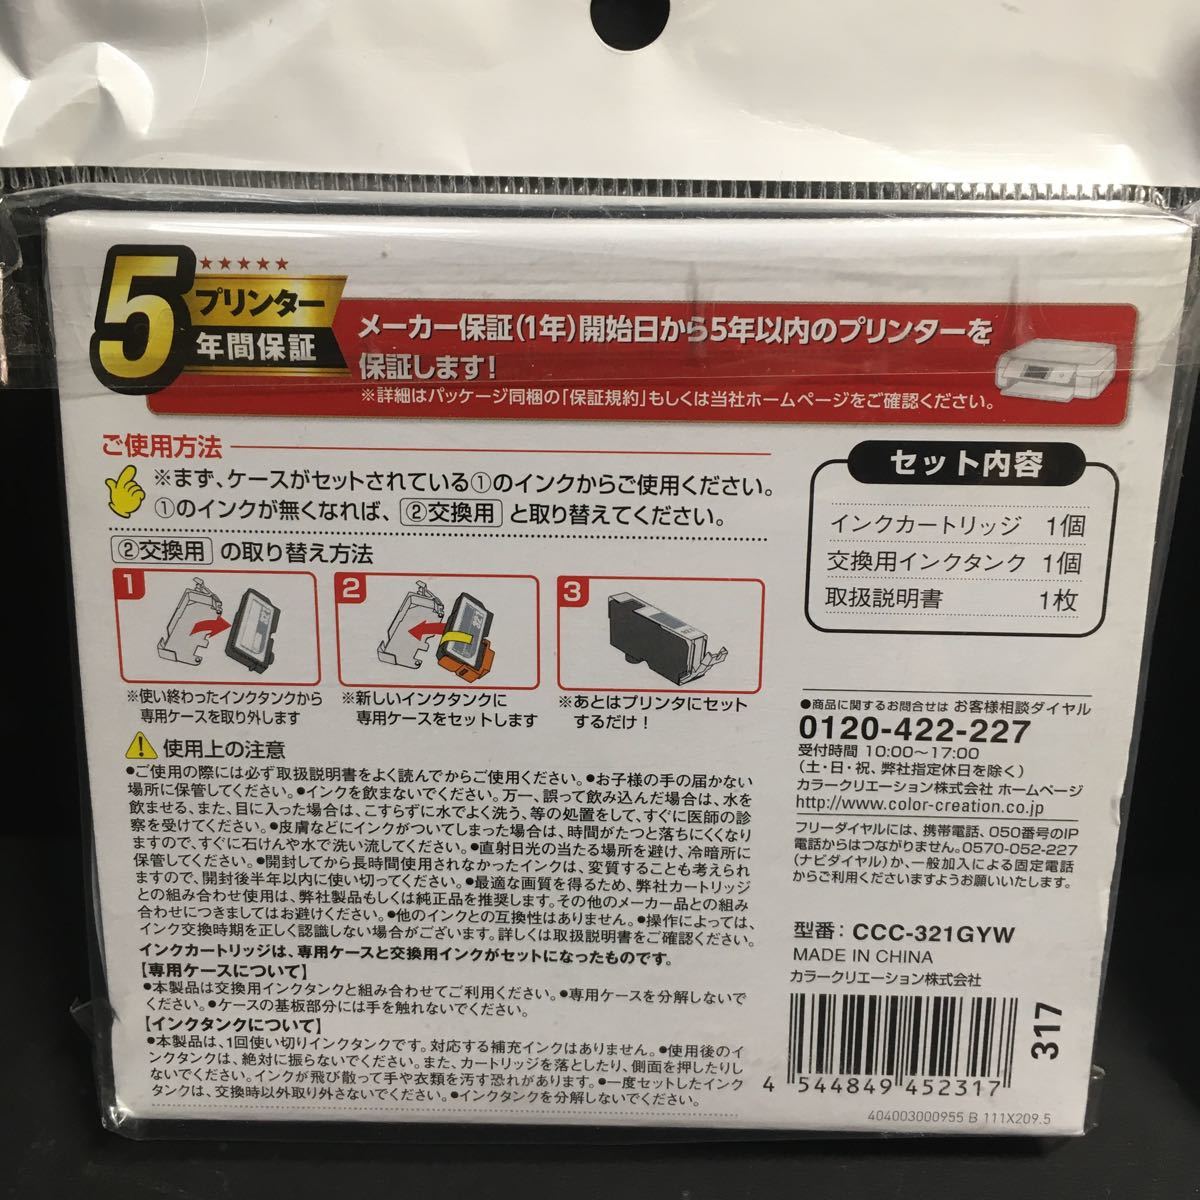 5
★★★★★
プリンター
年間保証
メーカー保証(1年)開始日から5年以内のプリンターを
保証します!
※詳細はパッケージ同梱の「保証規約」もしくは当社ホームページをご確認ください。
ご使用方法
※まず、ケースがセットされている①のインクからご使用ください。
①のインクが無くなれば、②交換用 と取り替えてください。
②交換用 の取り替え方法
1
※使い終わったインクタンクから
専用ケースを取り外します
2
※新しいインクタンクに
専用ケースをセットします
3
※あとはプリンタにセット
するだけ!
セット内容
インクカートリッジ 1個
交換用インクタンク 1個
取扱説明書 1枚
使用上の注意
●ご使用の際には必ず取扱説明書をよく読んでからご使用ください。●お子様の手の届かない
場所に保管してください。●インクを飲まないでください。万一、誤って飲み込んだ場合は、水を
飲ませる、また、目に入った場合は、こすらずに水でよく洗う、等の処置をして、すぐに医師の診
察を受けてください。●皮膚などにインクがついてしまった場合は、時間がたつと落ちにくくなり
ますので、すぐに石けんや水で洗い流してください。●直射日光の当たる場所を避け、冷暗所に
保管してください。●開封してから長時間使用されなかったインクは、変質することも考えられ
ますので、開封後半年以内に使い切ってください。●最適な画質を得るため、弊社カートリッジ
との組み合わせ使用は、弊社製品もしくは純正品を推奨します。その他のメーカー品との組み
合わせにつきましてはお避けください。●他のインクとの互換性はありません。●操作によっては、
インク交換時期を正しく認識しない場合がございます。詳しくは取扱説明書をご確認ください。
インクカートリッジは、専用ケースと交換用インクがセットになったものです。
【専用ケースについて】
●本製品は交換用インクタンクと組み合わせてご利用ください。●専用ケースを分解しないで
ください。●ケースの基板部分には手を触れないでください。
【インクタンクについて】
●本製品は、1回使い切りインクタンクです。対応する補充インクはありません。●使用後のイ
ンクタンクは、絶対に振らないでください。また、カートリッジを落としたり、側面を押したりし
ないでください。インクが飛び散って手や衣類を汚す恐れがあります。●一度セットしたインク
タンクは、交換時以外取り外さないでください。●インクタンクを分解しないでください。
●商品に関するお問合せは お客様相談ダイヤル
0120-422-227
受付時間 10:00~17:00
(土・日・祝、弊社指定休日を除く)
カラークリエーション株式会社 ホームページ
http://www.color-creation.co.jp
フリーダイヤルには、携帯電話、050番号のIP
電話からはつながりません。0570-052-227
(ナビダイヤル)か、一般加入による固定電話
からご利用くださいますようお願いいたします。
型番: CCC-321GYW
MADE IN CHINA
カラークリエーション株式会社
317
4 544849 452317
404003000955 B 111X209.5